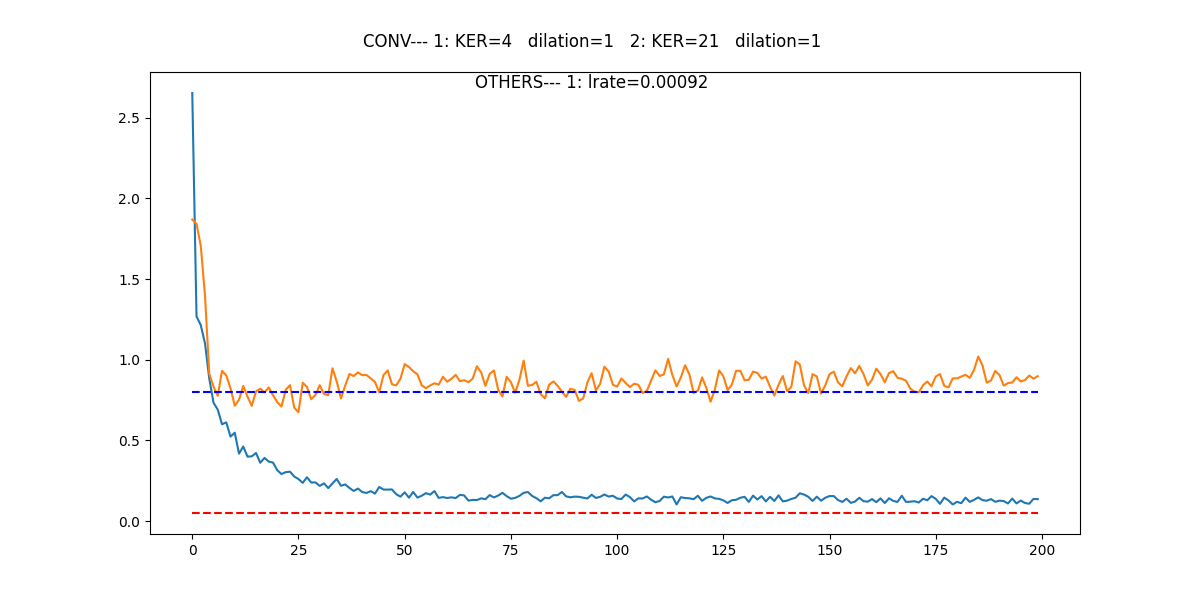 CONV--- 1: KER=4   dilation=1   2: KER=21   dilation=1
OTHERS--- 1: lrate=0.00092
2.5
2.0
1.5
1.0
0.5
0.0
0 25 50 75 100 125 150 175 200